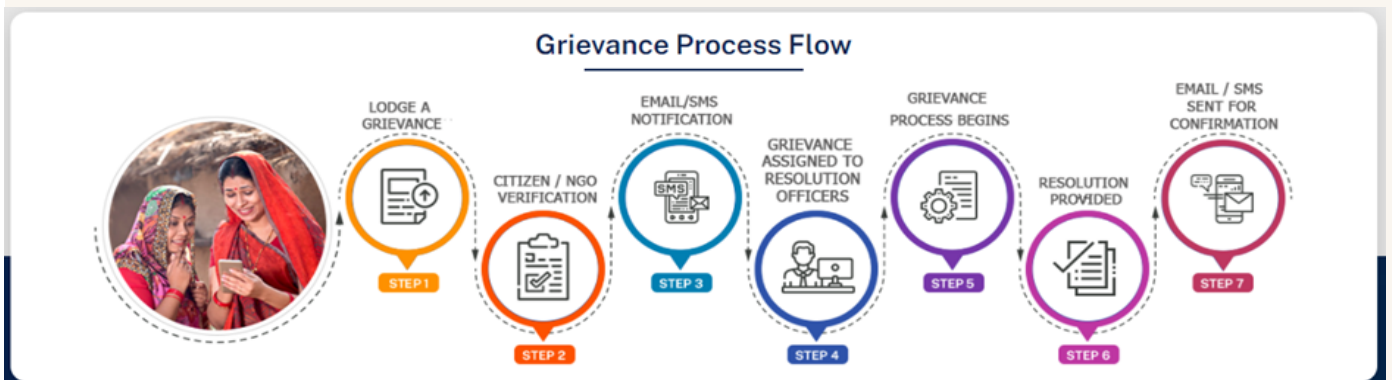 Grievance Process Flow
LODGE A
GRIEVANCE
STEP 1
CITIZEN / NGO
VERIFICATION
STEP 2
EMAIL/SMS
NOTIFICATION
SMS
STEP 3
GRIEVANCE
ASSIGNED TO
RESOLUTION
OFFICERS
STEP 4
GRIEVANCE
PROCESS BEGINS
STEP 5
RESOLUTION
PROVIDED
STEP 6
EMAIL / SMS
SENT FOR
CONFIRMATION
STEP 7